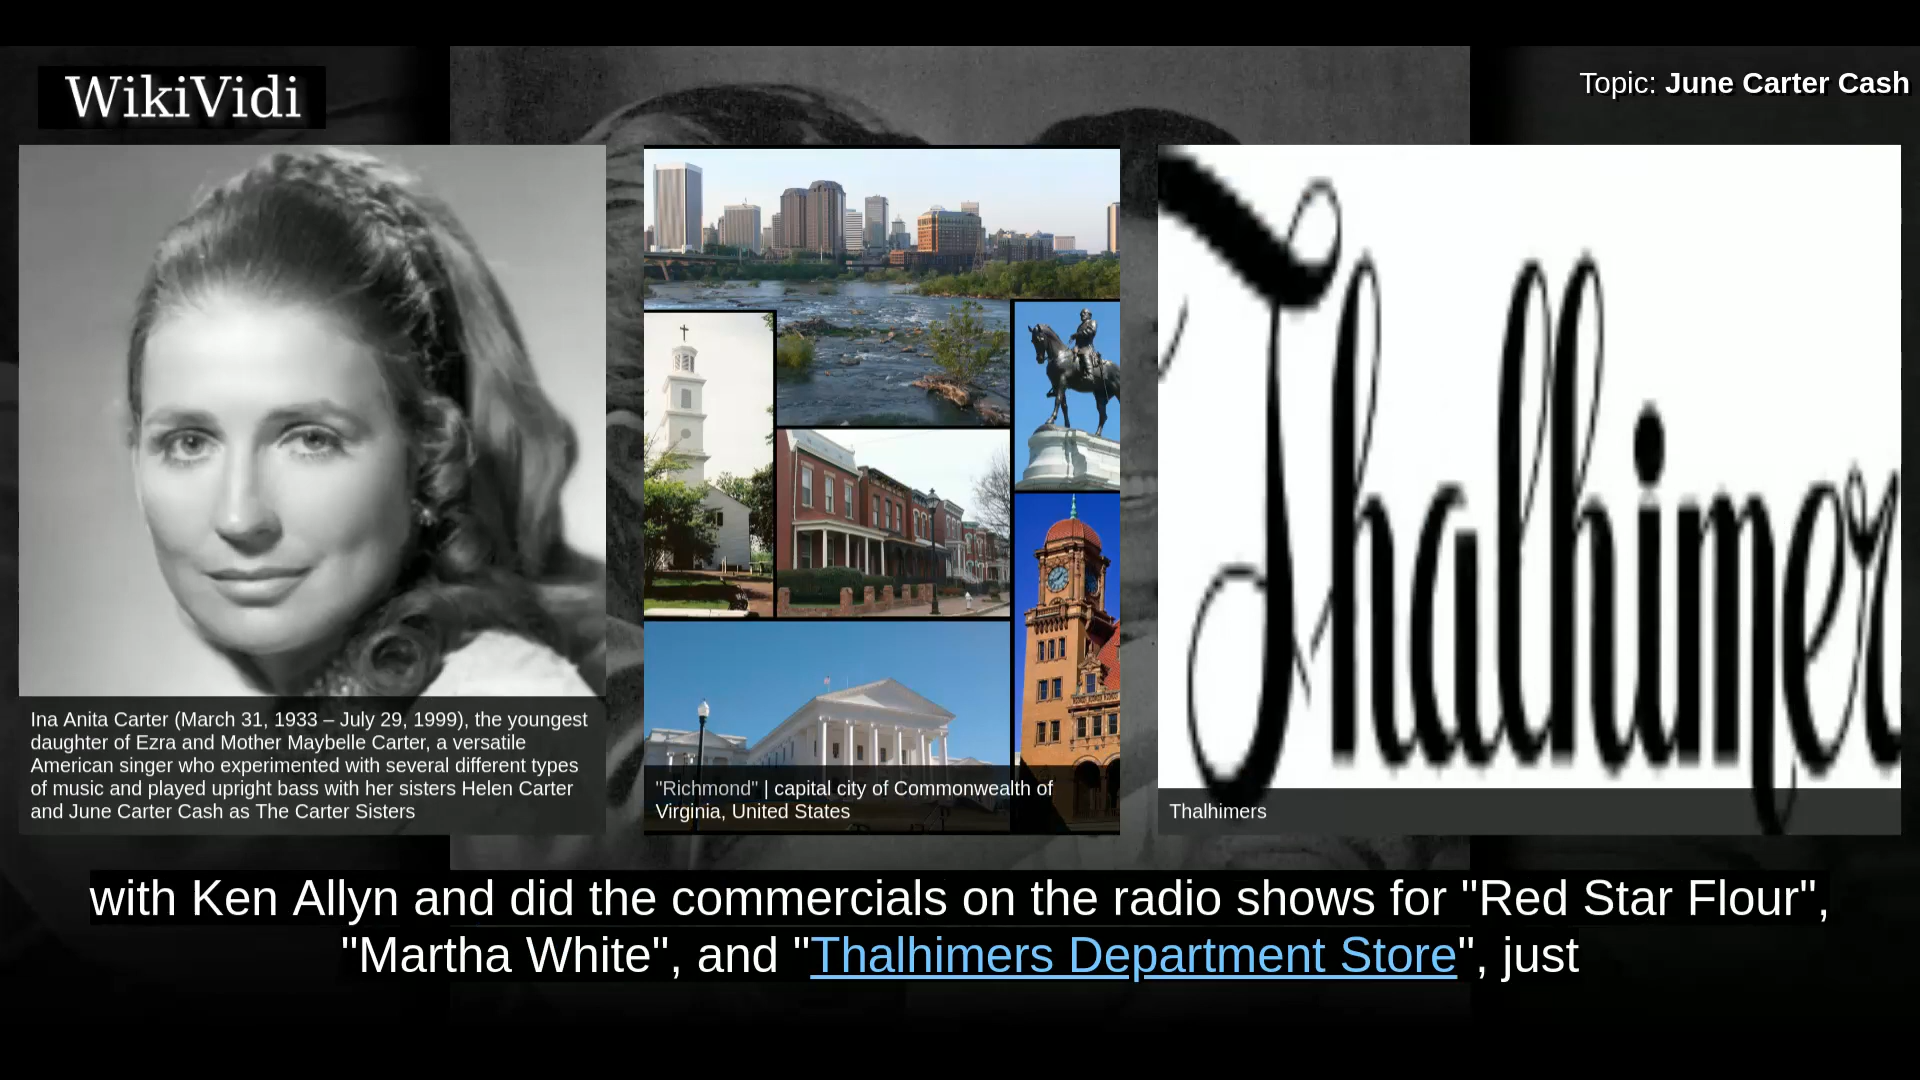 WikiVidi
Topic: June Carter Cash
Ina Anita Carter (March 31, 1933 – July 29, 1999), the youngest
daughter of Ezra and Mother Maybelle Carter, a versatile
American singer who experimented with several different types
of music and played upright bass with her sisters Helen Carter
and June Carter Cash as The Carter Sisters
"Richmond" | capital city of Commonwealth of
Virginia, United States
Thalhimers
Thalhimers
with Ken Allyn and did the commercials on the radio shows for "Red Star Flour",
"Martha White", and "Thalhimers Department Store", just